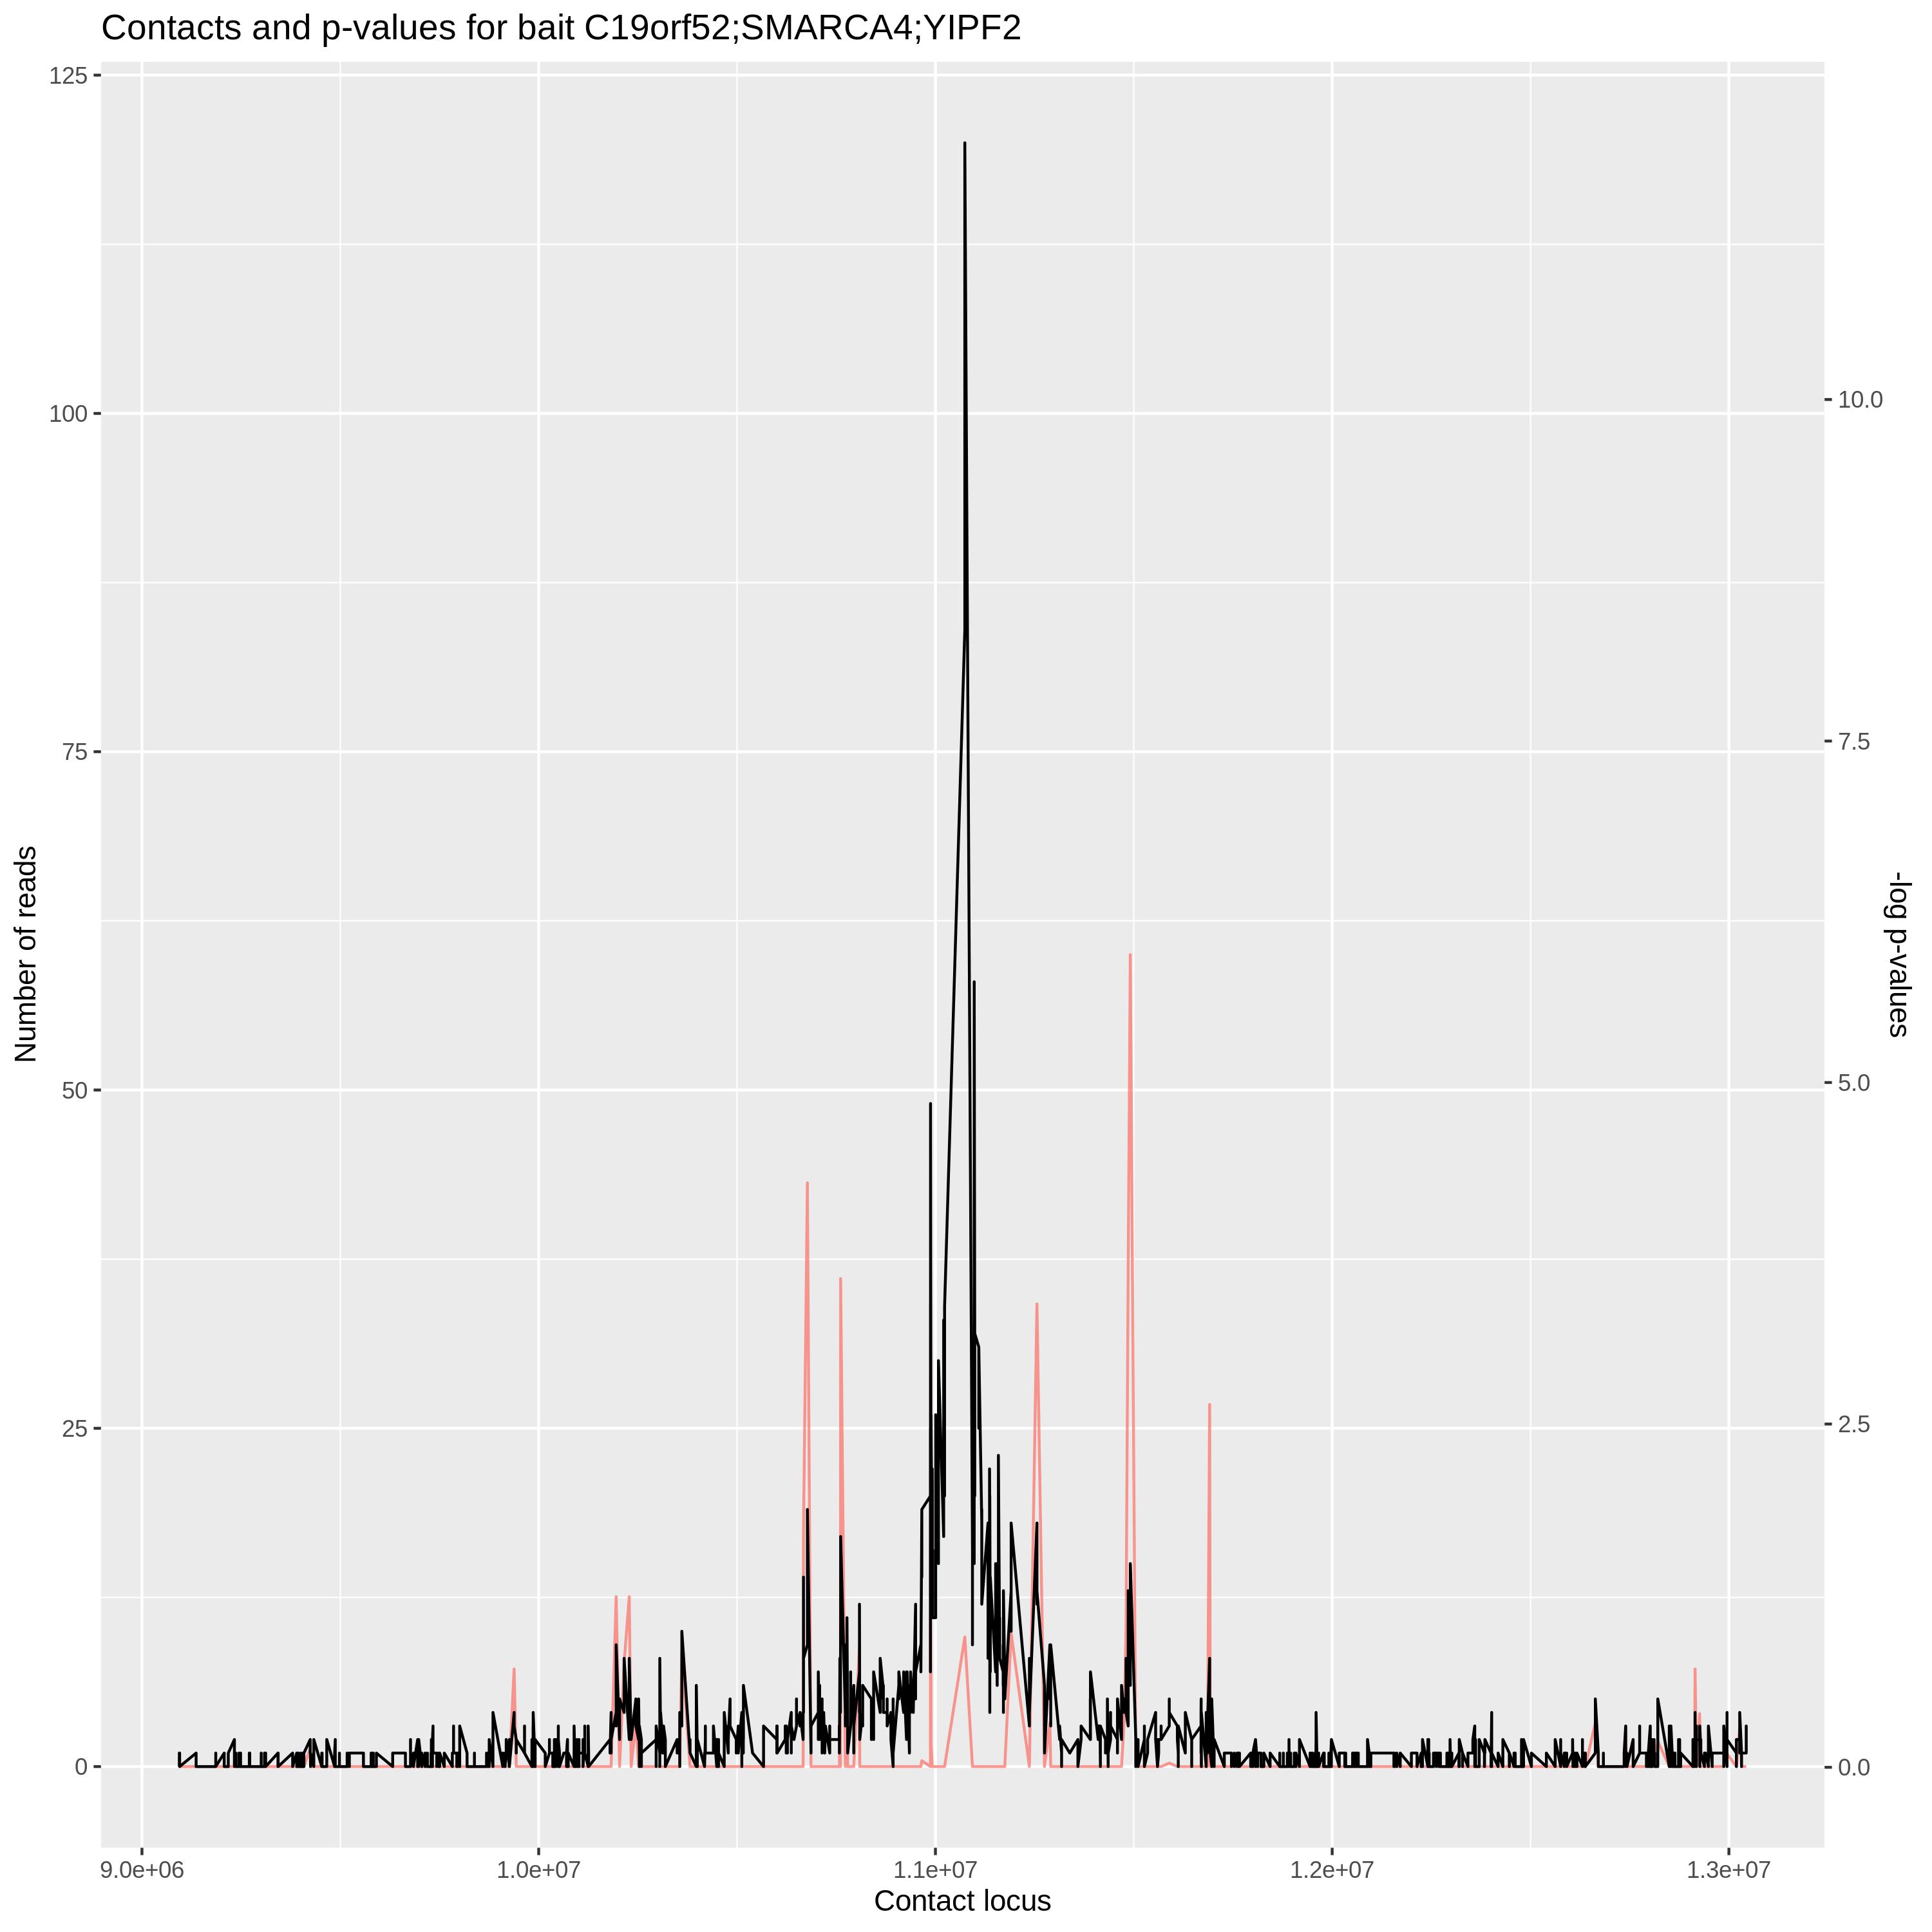 Contacts and p-values for bait C19orf52;SMARCA4;YIPF2
125
100
75
50
25
0
Number of reads
10.0
7.5
5.0
2.5
0.0
-log p-values
9.0e+06
1.0e+07
1.1e+07
1.2e+07
1.3e+07
Contact locus